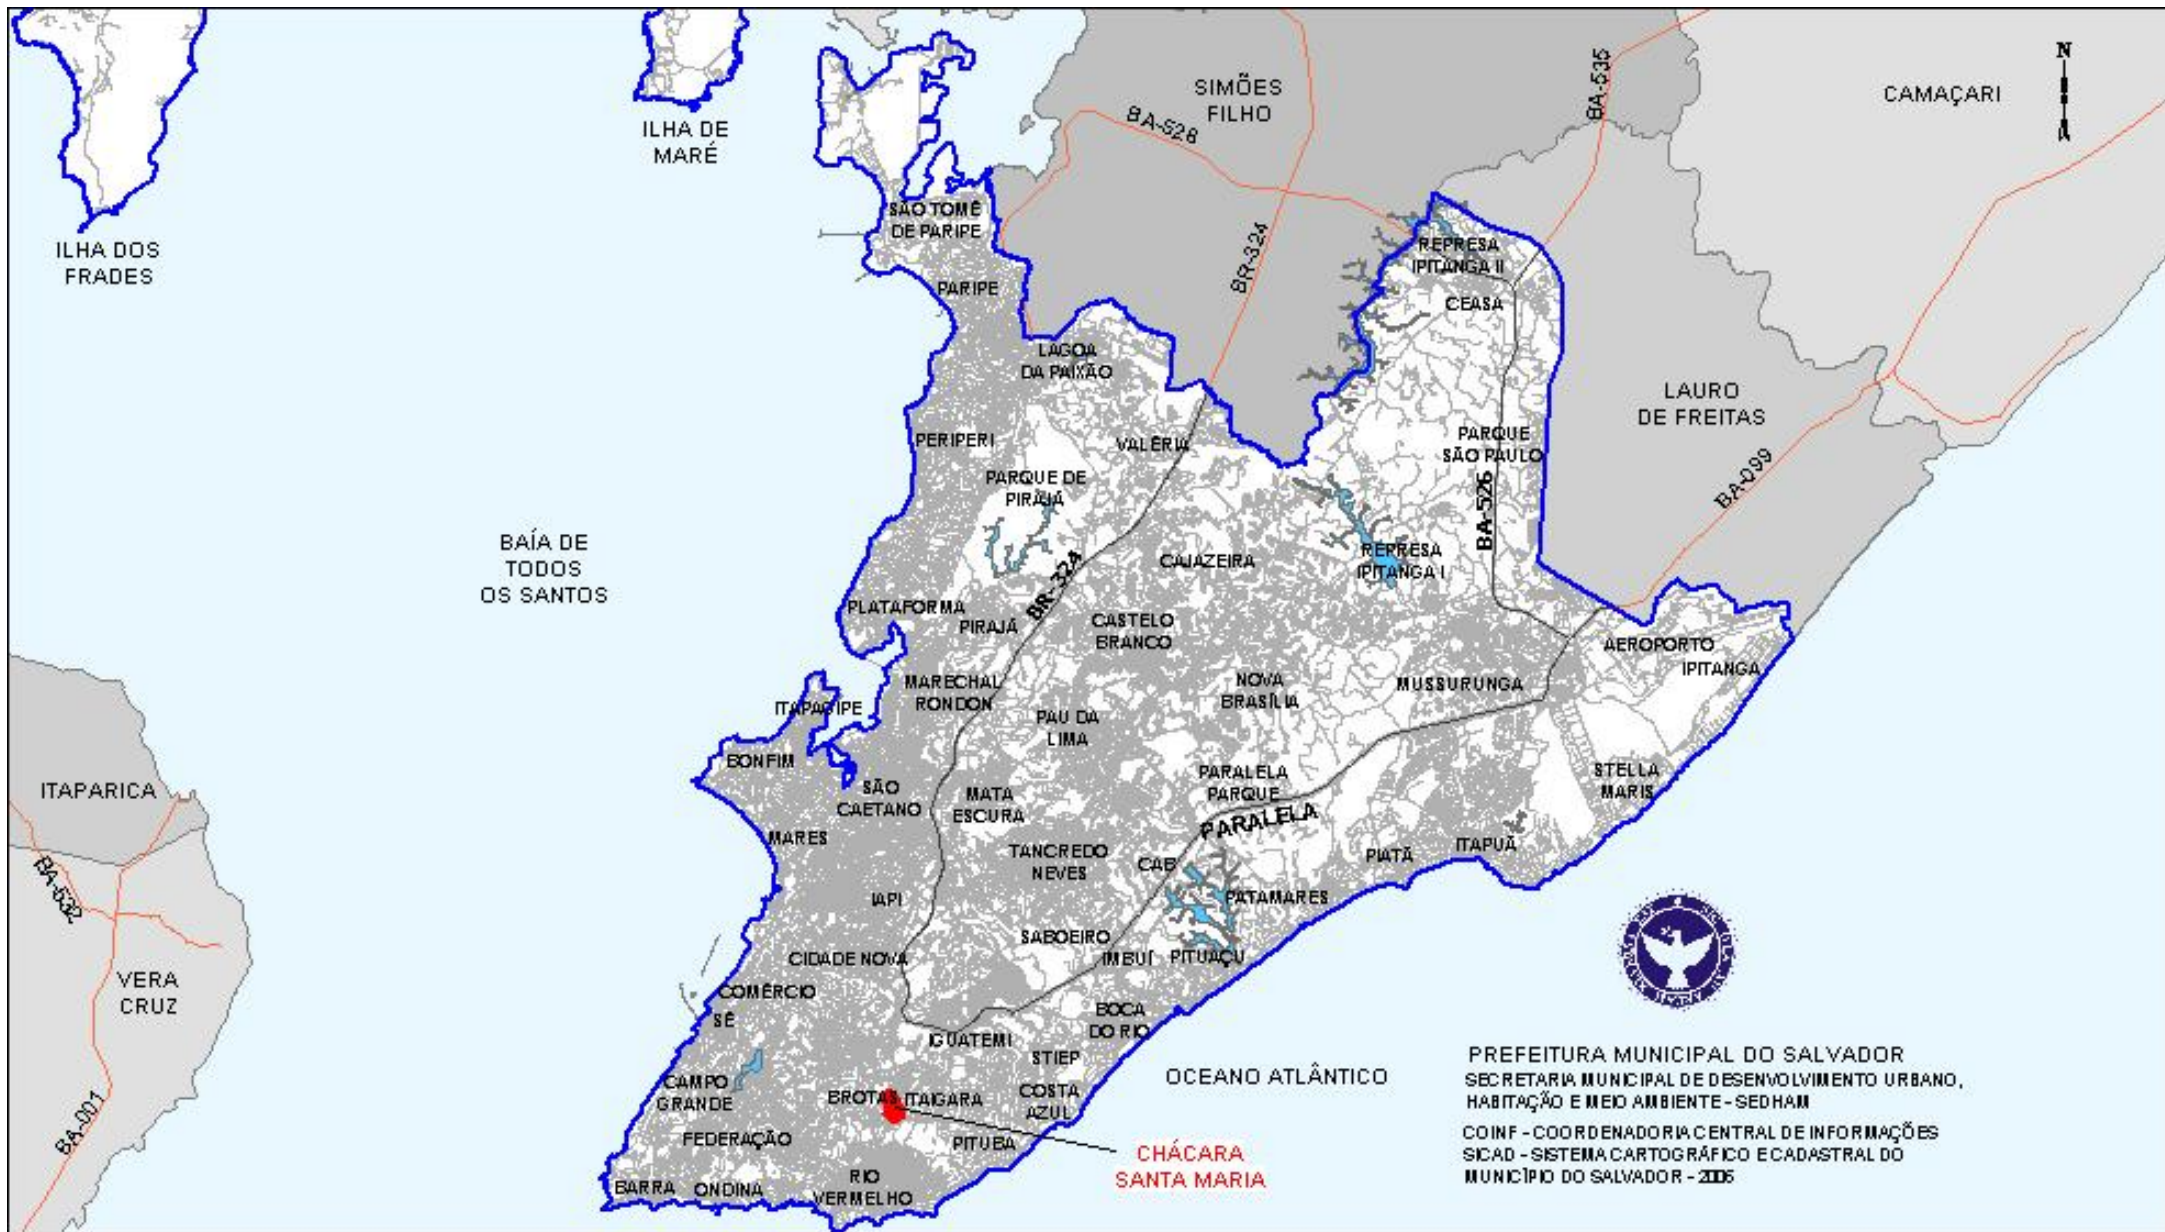 N
SIMÕES
FILHO
CAMAÇARI
BA-535
BA-528
ILHA DE
MARÉ
ILHA DOS
FRADES
SÃO TOMÉ
DE PARIPE
BR-324
REPRESA
IPITANGA II
PARIPE
CEASA
LAGOA
DA PAIXÃO
LAURO
DE FREITAS
PERIPERI
VALÉRIA
PARQUE
SÃO PAULO
BA-099
PARQUE DE
PIRAJÁ
BA-526
BAÍA DE
TODOS
OS SANTOS
CAJAZEIRA
REPRESA
IPITANGA I
BR-324
PLATAFORMA
PIRAJÁ
CASTELO
BRANCO
AEROPORTO
IPITANGA
MARECHAL
RONDON
NOVA
BRASÍLIA
MUSSURUNGA
ITAPAGIPE
PAU DA
LIMA
BONFIM
PARALELA
PARQUE
STELLA
MARIS
ITAPARICA
SÃO
CAETANO
MATA
ESCURA
PARALELA
MARES
ITAPUÃ
TANCREDO
NEVES
CAB
PIATÃ
BA-532
IAPI
PATAMARES
SABOEIRO
IMBUÍ
PITUAÇU
CIDADE NOVA
VERA
CRUZ
COMÉRCIO
SÉ
BOCA
DO RIO
IGUATEMI
STIEP
OCEANO ATLÂNTICO
CAMPO
GRANDE
BROTAS
ITAIGARA
COSTA
AZUL
BA-001
FEDERAÇÃO
PITUBA
CHÁCARA
SANTA MARIA
BARRA
ONDINA
RIO
VERMELHO
PREFEITURA MUNICIPAL DO SALVADOR
SECRETARIA MUNICIPAL DE DESENVOLVIMENTO URBANO,
HABITAÇÃO E MEIO AMBIENTE - SEDHAM
COINF - COORDENADORIA CENTRAL DE INFORMAÇÕES
SICAD - SISTEMA CARTOGRÁFICO E CADASTRAL DO
MUNICÍPIO DO SALVADOR - 2006